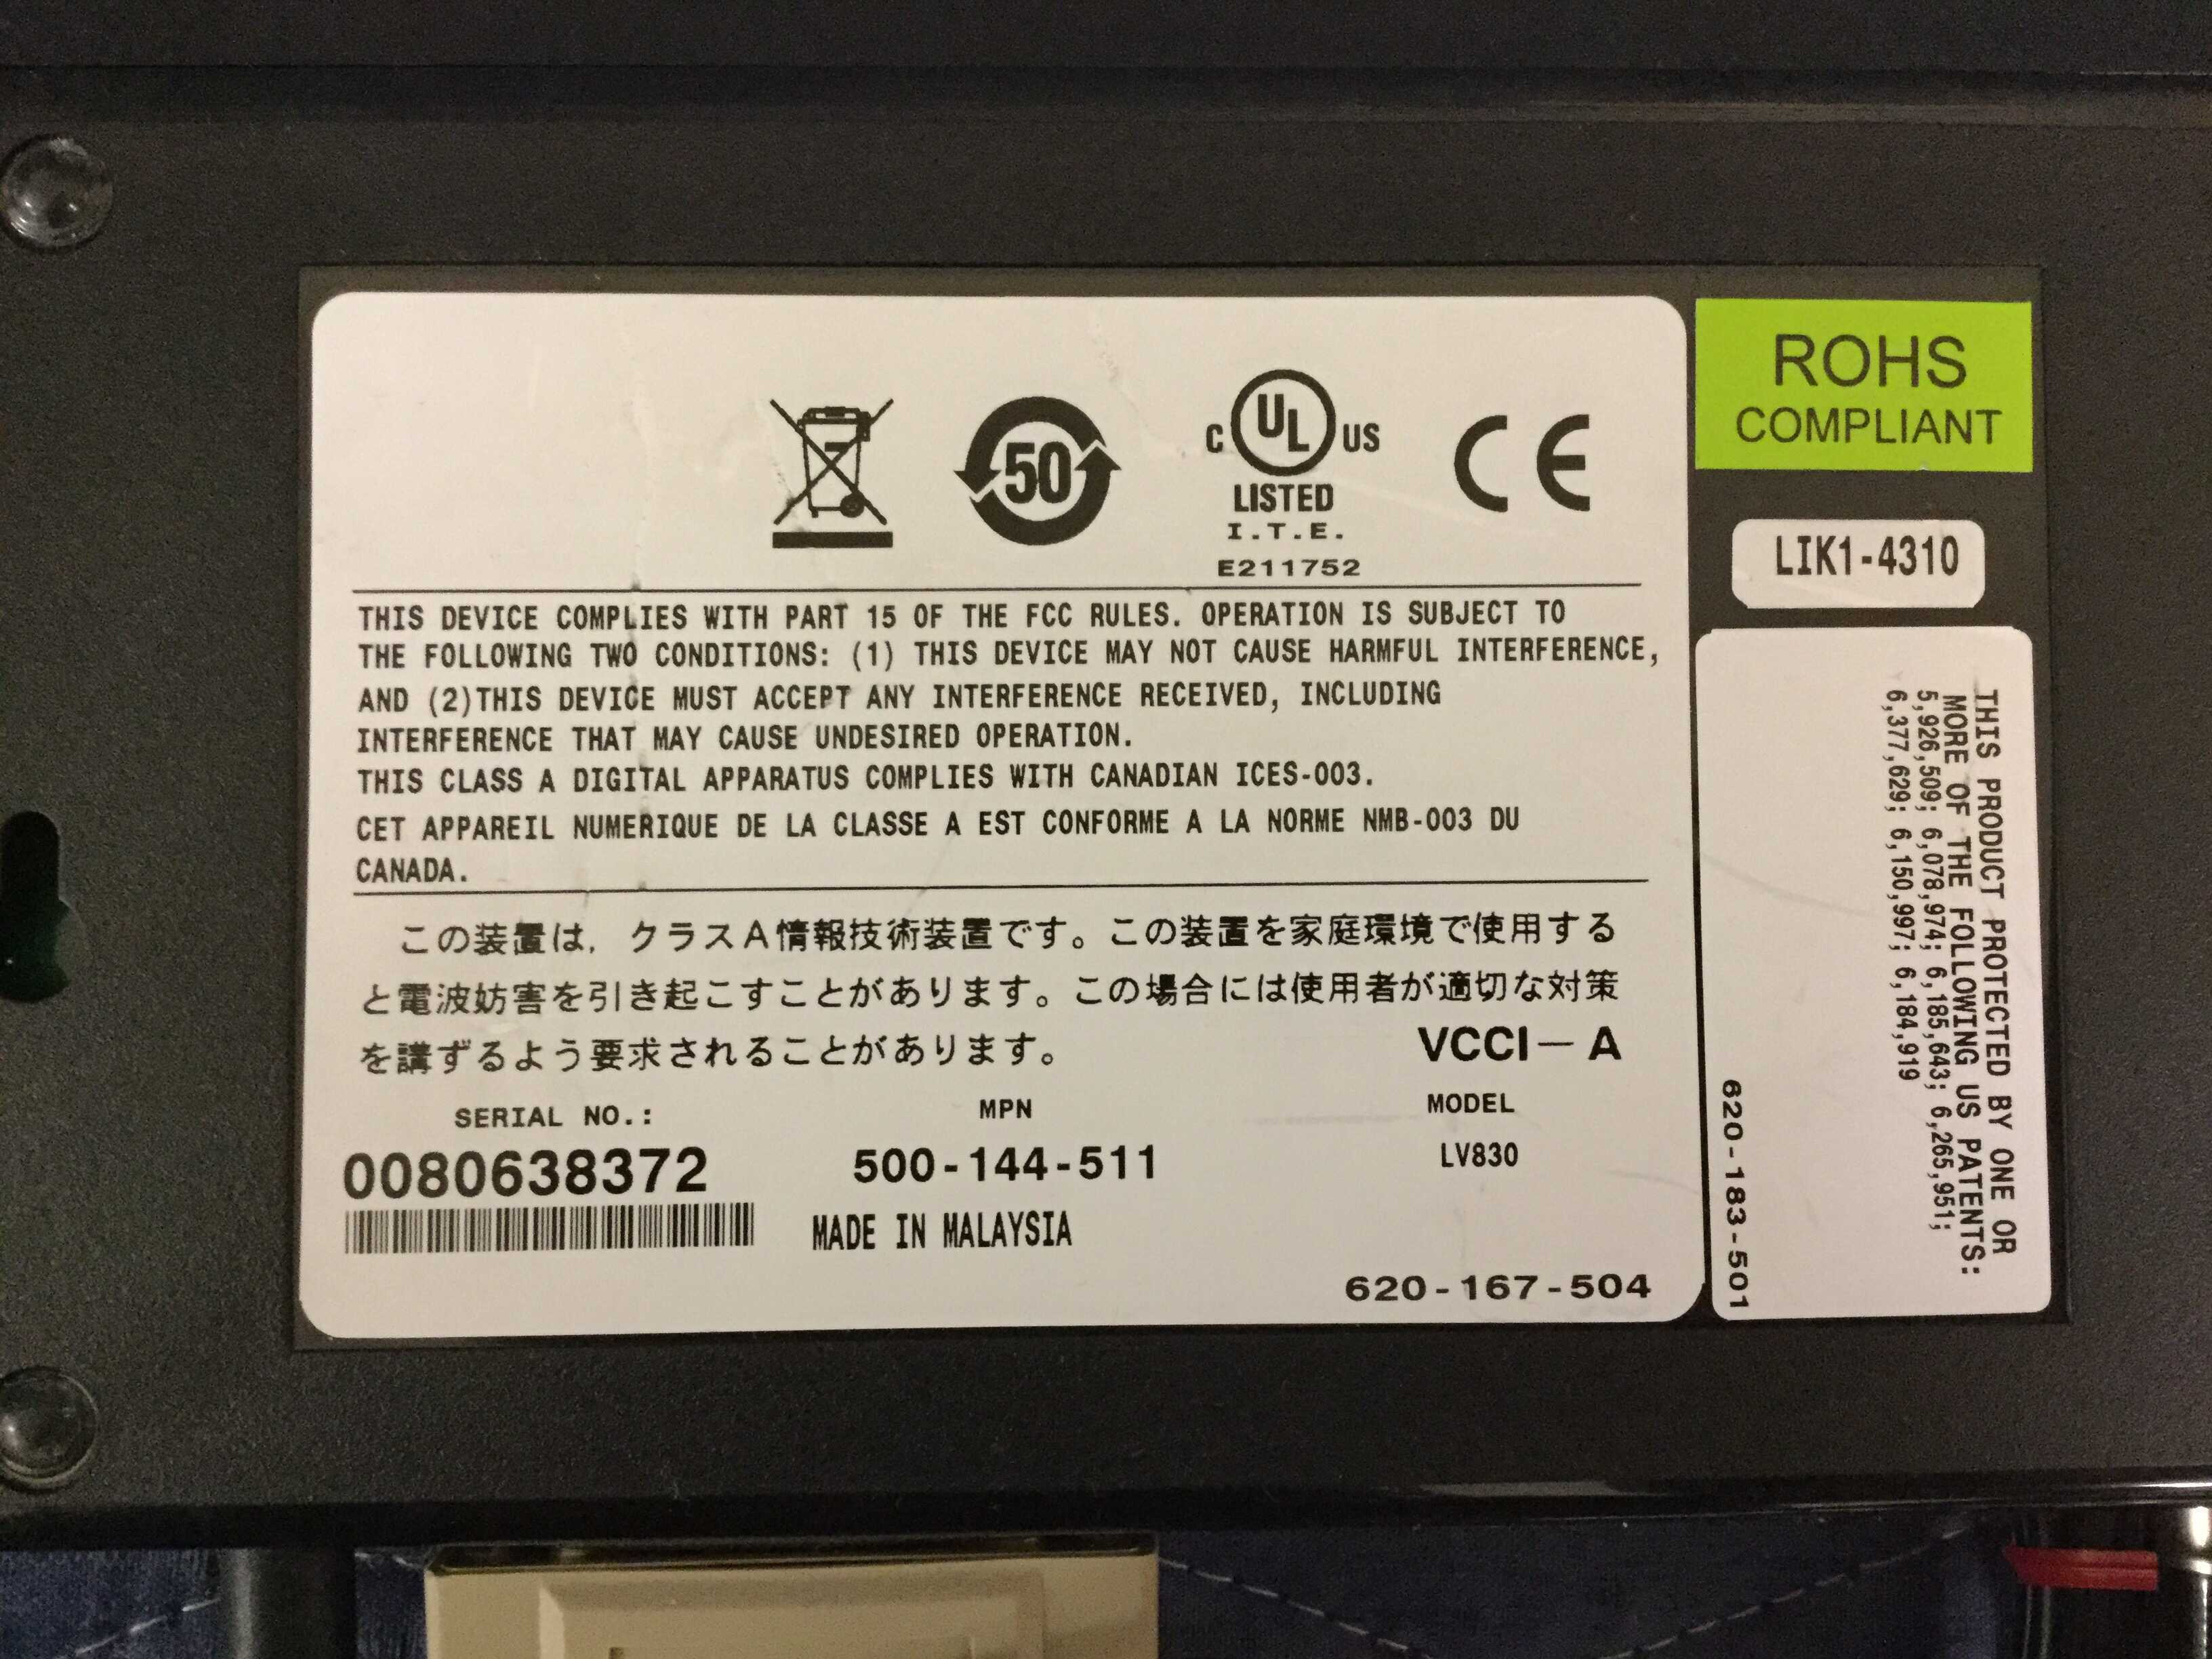 50
C UL US
LISTED
I.T.E.
E211752
CE
THIS DEVICE COMPLIES WITH PART 15 OF THE FCC RULES. OPERATION IS SUBJECT TO
THE FOLLOWING TWO CONDITIONS: (1) THIS DEVICE MAY NOT CAUSE HARMFUL INTERFERENCE,
AND (2)THIS DEVICE MUST ACCEPT ANY INTERFERENCE RECEIVED, INCLUDING
INTERFERENCE THAT MAY CAUSE UNDESIRED OPERATION.
THIS CLASS A DIGITAL APPARATUS COMPLIES WITH CANADIAN ICES-003.
CET APPAREIL NUMERIQUE DE LA CLASSE A EST CONFORME A LA NORME NMB-003 DU
CANADA.
この装置は，クラスA情報技術装置です。この装置を家庭環境で使用する
と電波妨害を引き起こすことがあります。この場合には使用者が適切な対策
を講ずるよう要求されることがあります。
VCCI－A
SERIAL NO.:
0080638372
MPN
500-144-511
MODEL
LV830
MADE IN MALAYSIA
620-167-504
ROHS
COMPLIANT
LIK1-4310
THIS PRODUCT PROTECTED BY ONE OR
MORE OF THE FOLLOWING US PATENTS:
5,926,509; 6,078,974; 6,185,643; 6,265,951;
6,377,629; 6,150,997; 6,184,919
620-183-501